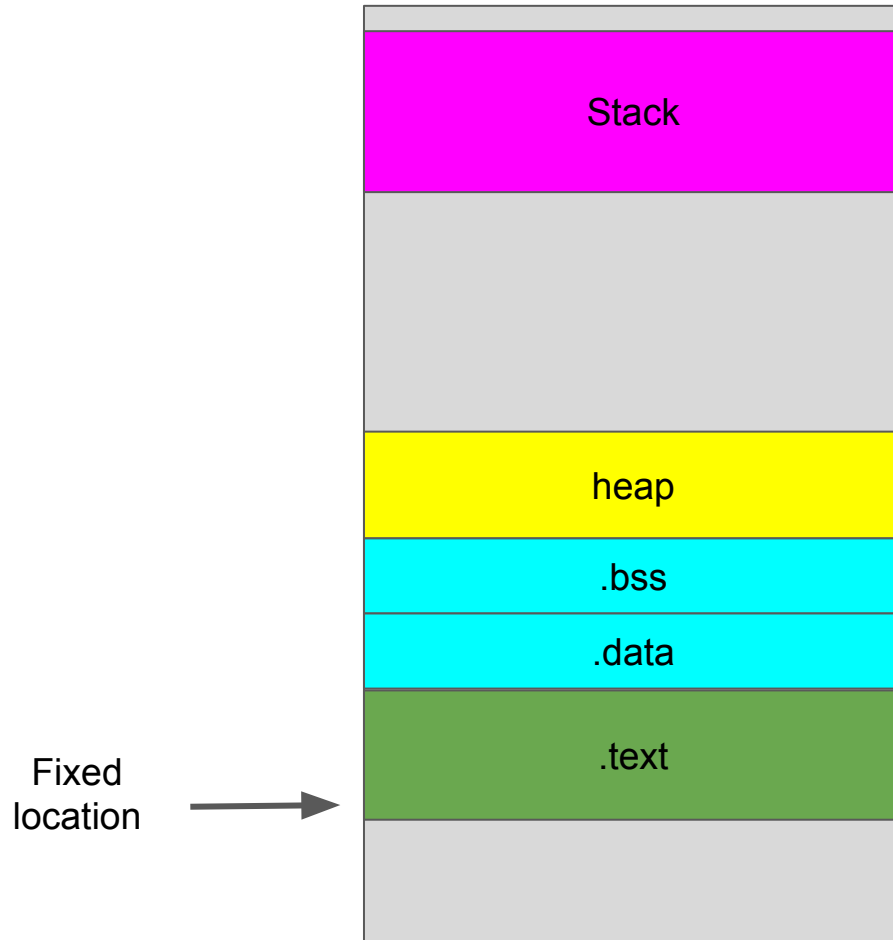 Stack
heap
.bss
.data
.text
Fixed
location